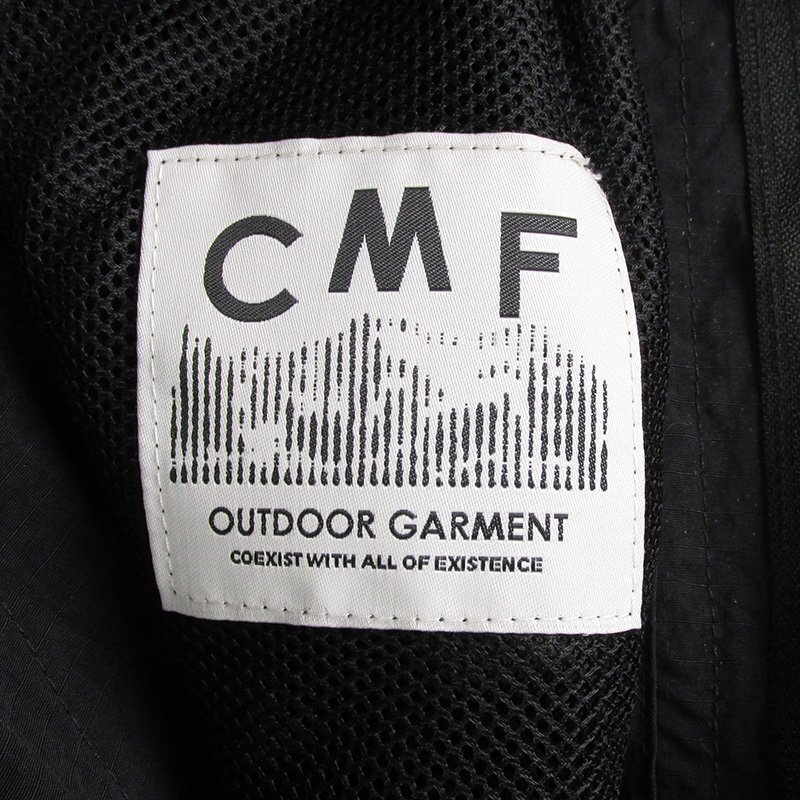 CMF
OUTDOOR GARMENT
COEXIST WITH ALL OF EXISTENCE